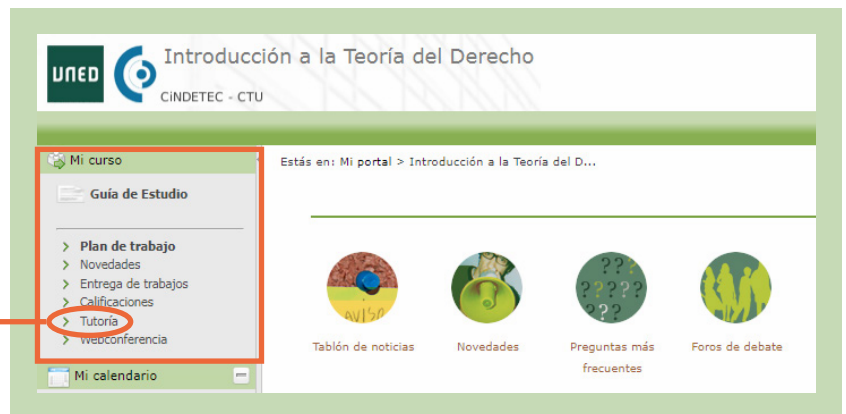 UNED
Introducción a la Teoría del Derecho
CiNDETEC - CTU
Mi curso
Estás en: Mi portal > Introducción a la Teoría del D...
Guía de Estudio
> Plan de trabajo
> Novedades
> Entrega de trabajos
> Calificaciones
> Tutoría
> Webconferencia
Mi calendario
AVISO
???
?????
???
Tablón de noticias
Novedades
Preguntas más
frecuentes
Foros de debate